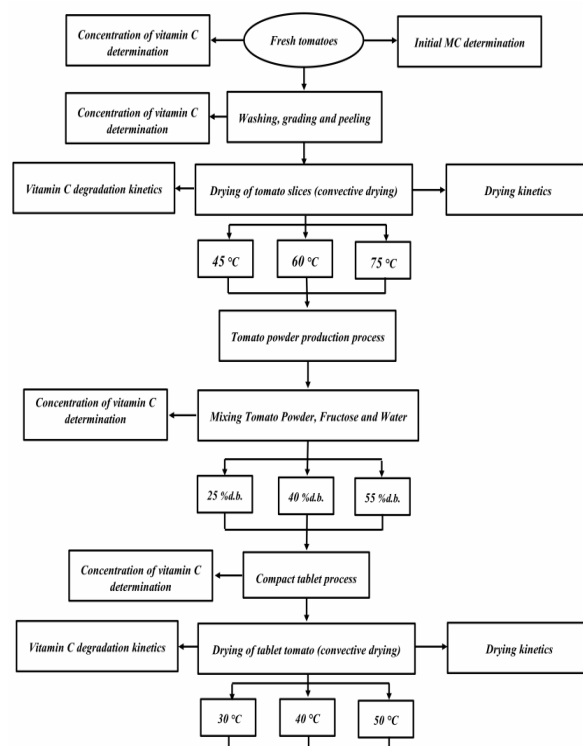 Concentration of vitamin C
determination
Fresh tomatoes
Initial MC determination
Concentration of vitamin C
determination
Washing, grading and peeling
Vitamin C degradation kinetics
Drying of tomato slices (convective drying)
Drying kinetics
45 °C
60 °C
75 °C
Tomato powder production process
Concentration of vitamin C
determination
Mixing Tomato Powder, Fructose and Water
25 %d.b.
40 %d.b.
55 %d.b.
Concentration of vitamin C
determination
Compact tablet process
Vitamin C degradation kinetics
Drying of tablet tomato (convective drying)
Drying kinetics
30 °C
40 °C
50 °C